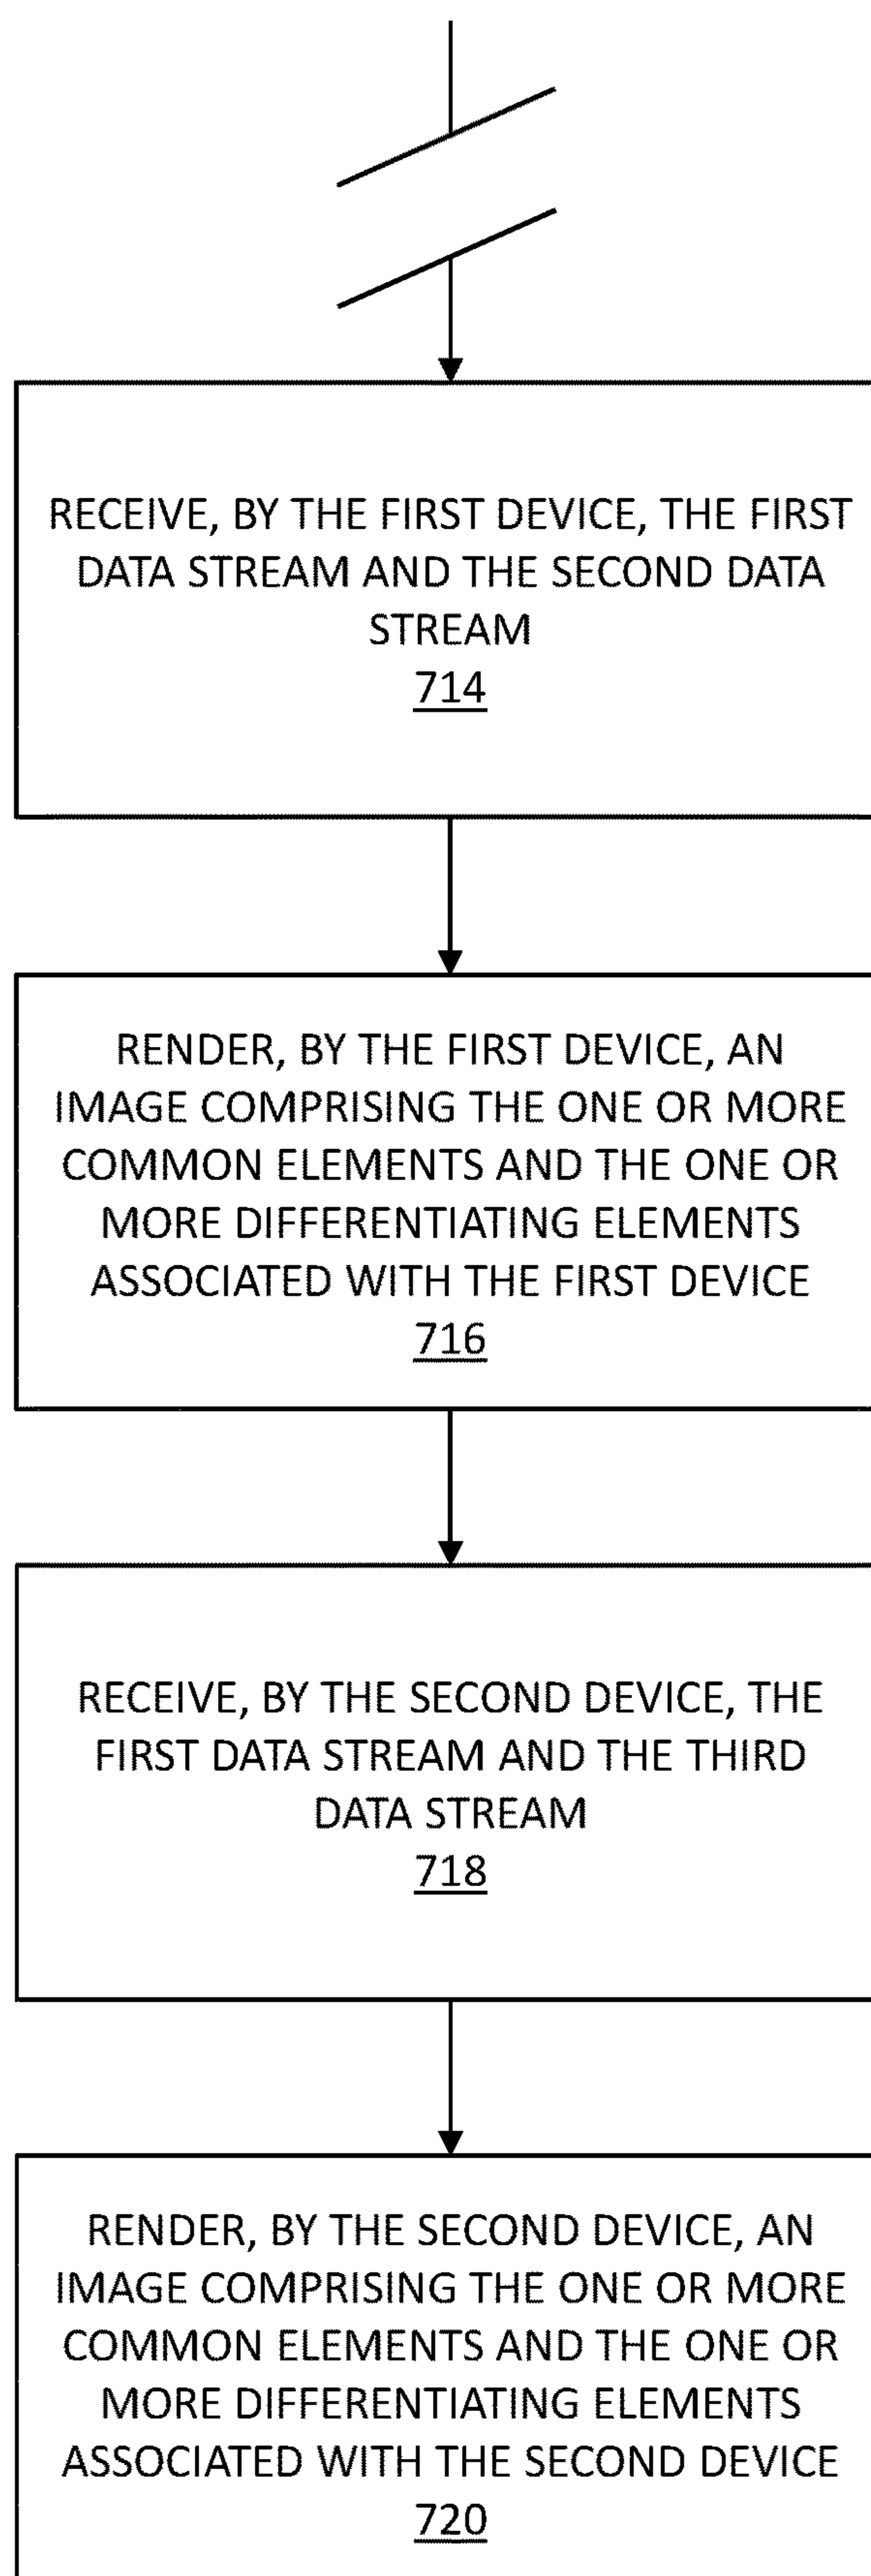 RECEIVE, BY THE FIRST DEVICE, THE FIRST
DATA STREAM AND THE SECOND DATA
STREAM
714
RENDER, BY THE FIRST DEVICE, AN
IMAGE COMPRISING THE ONE OR MORE
COMMON ELEMENTS AND THE ONE OR
MORE DIFFERENTIATING ELEMENTS
ASSOCIATED WITH THE FIRST DEVICE
716
RECEIVE, BY THE SECOND DEVICE, THE
FIRST DATA STREAM AND THE THIRD
DATA STREAM
718
RENDER, BY THE SECOND DEVICE, AN
IMAGE COMPRISING THE ONE OR MORE
COMMON ELEMENTS AND THE ONE OR
MORE DIFFERENTIATING ELEMENTS
ASSOCIATED WITH THE SECOND DEVICE
720